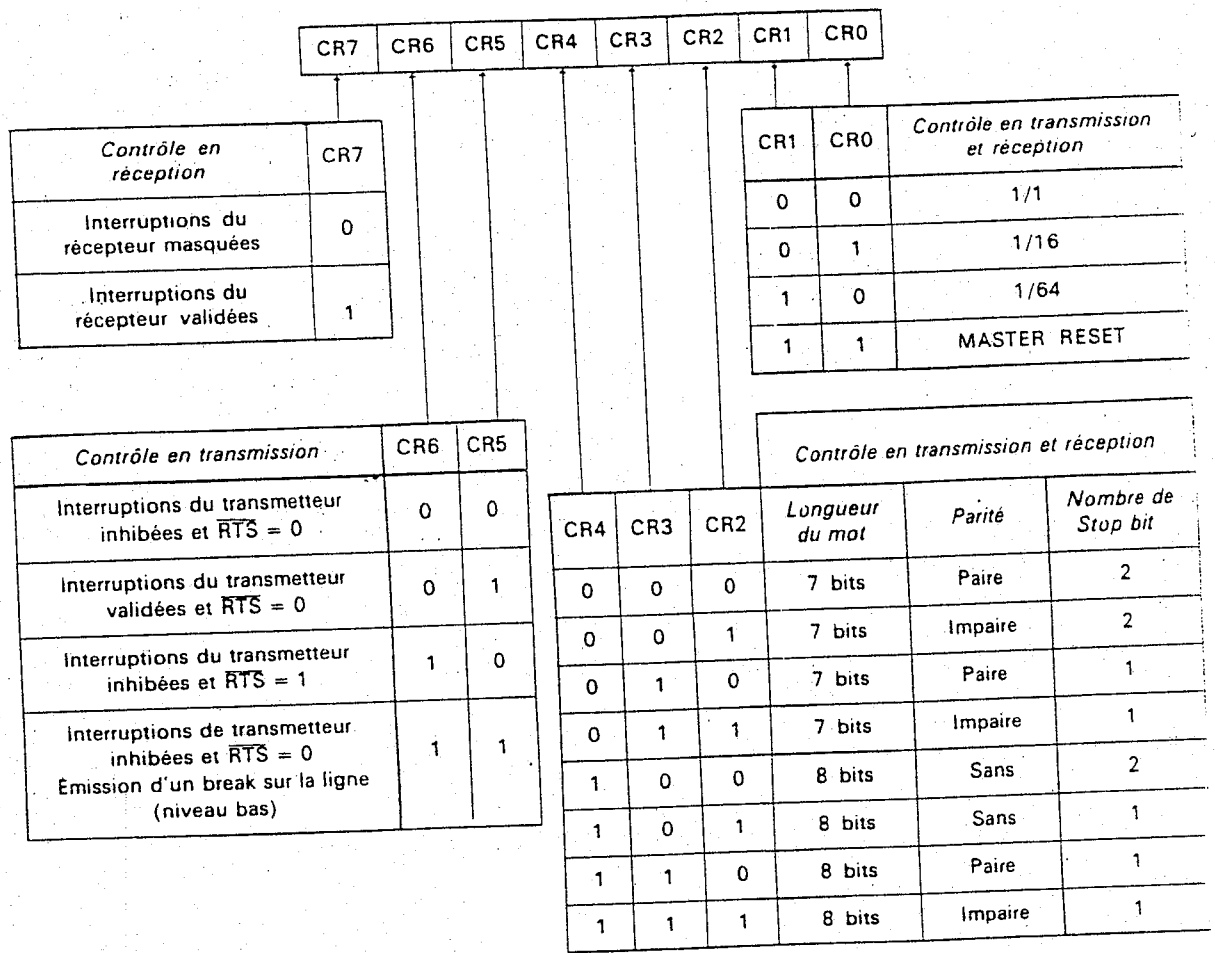 CR7 CR6 CR5 CR4 CR3 CR2 CR1 CR0
Contrôle en
réception
CR7
Interruptions du
récepteur masquées
0
Interruptions du
récepteur validées
1
CR1 CR0 Contrôle en transmission
et réception
0 0 1/1
0 1 1/16
1 0 1/64
1 1 MASTER RESET
Contrôle en transmission CR6 CR5
Interruptions du transmetteur
inhibées et R̅T̅S̅ = 0
0 0
Interruptions du transmetteur
validées et R̅T̅S̅ = 0
0 1
Interruptions du transmetteur
inhibées et R̅T̅S̅ = 1
1 0
Interruptions de transmetteur
inhibées et R̅T̅S̅ = 0
Émission d'un break sur la ligne
(niveau bas)
1 1
Contrôle en transmission et réception
CR4 CR3 CR2 Longueur
du mot
Parité
Nombre de
Stop bit
0 0 0 7 bits Paire 2
0 0 1 7 bits Impaire 2
0 1 0 7 bits Paire 1
0 1 1 7 bits Impaire 1
1 0 0 8 bits Sans 2
1 0 1 8 bits Sans 1
1 1 0 8 bits Paire 1
1 1 1 8 bits Impaire 1